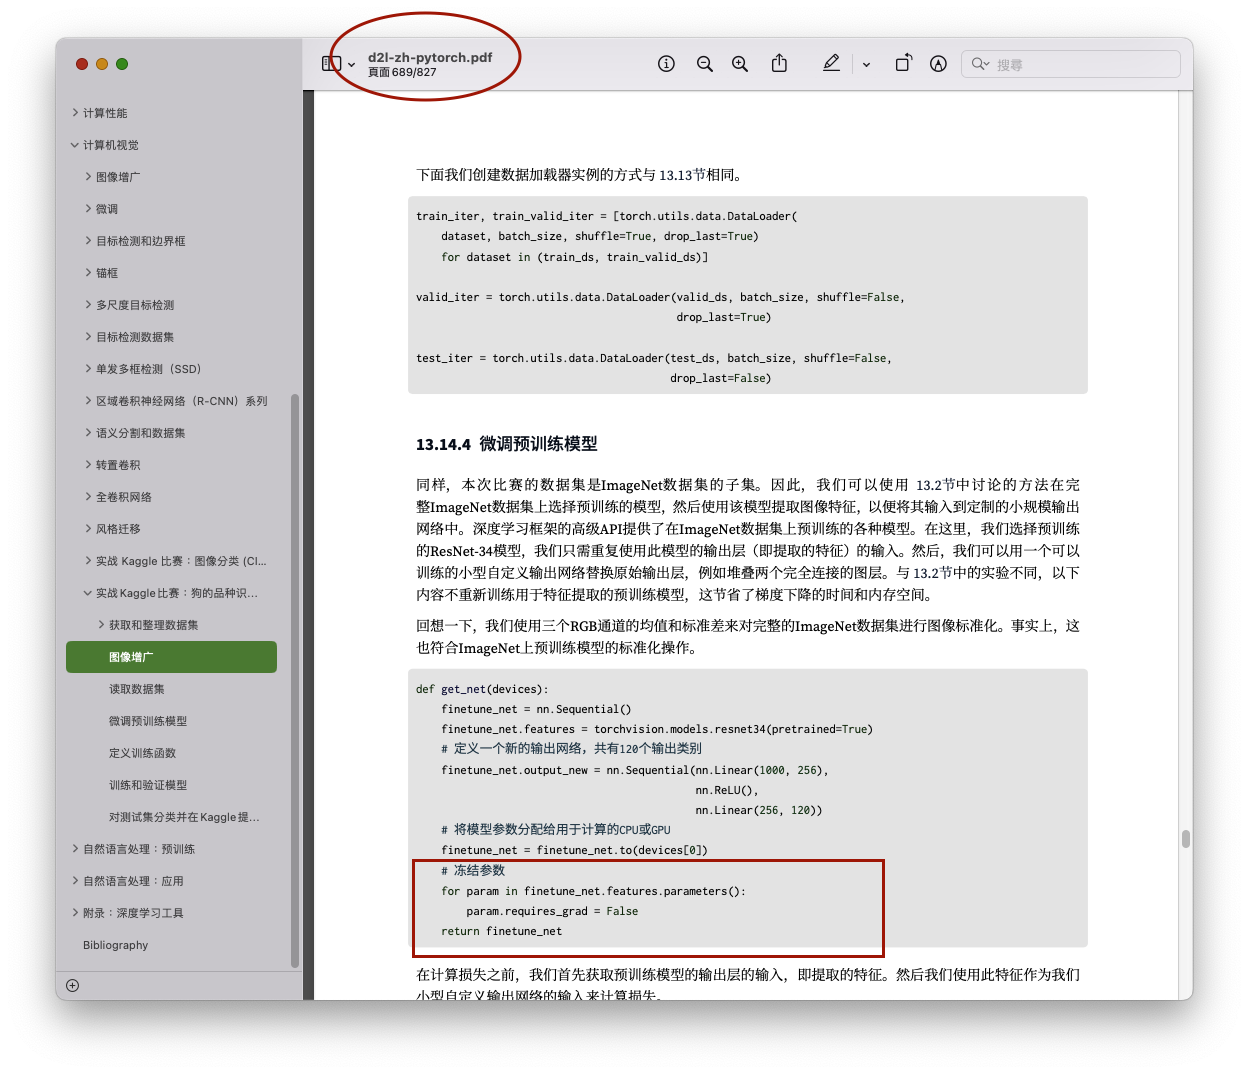 d2l-zh-pytorch.pdf
頁面 689/827
搜尋
计算性能
计算机视觉
图像增广
微调
目标检测和边界框
锚框
多尺度目标检测
目标检测数据集
单发多框检测（SSD）
区域卷积神经网络（R-CNN）系列
语义分割和数据集
转置卷积
全卷积网络
风格迁移
实战 Kaggle 比赛：图像分类 (CI...
实战Kaggle比赛：狗的品种识...
获取和整理数据集
图像增广
读取数据集
微调预训练模型
定义训练函数
训练和验证模型
对测试集分类并在Kaggle提...
自然语言处理：预训练
自然语言处理：应用
附录：深度学习工具
Bibliography
下面我们创建数据加载器实例的方式与 13.13节相同。
train_iter, train_valid_iter = [torch.utils.data.DataLoader(
dataset, batch_size, shuffle=True, drop_last=True)
for dataset in (train_ds, train_valid_ds)]
valid_iter = torch.utils.data.DataLoader(valid_ds, batch_size, shuffle=False,
drop_last=True)
test_iter = torch.utils.data.DataLoader(test_ds, batch_size, shuffle=False,
drop_last=False)
13.14.4 微调预训练模型
同样，本次比赛的数据集是ImageNet数据集的子集。因此，我们可以使用 13.2节中讨论的方法在完
整ImageNet数据集上选择预训练的模型，然后使用该模型提取图像特征，以便将其输入到定制的小规模输出
网络中。深度学习框架的高级API提供了在ImageNet数据集上预训练的各种模型。在这里，我们选择预训练
的ResNet-34模型，我们只需重复使用此模型的输出层（即提取的特征）的输入。然后，我们可以用一个可以
训练的小型自定义输出网络替换原始输出层，例如堆叠两个完全连接的图层。与 13.2节中的实验不同，以下
内容不重新训练用于特征提取的预训练模型，这节省了梯度下降的时间和内存空间。
回想一下，我们使用三个RGB通道的均值和标准差来对完整的ImageNet数据集进行图像标准化。事实上，这
也符合ImageNet上预训练模型的标准化操作。
def get_net(devices):
finetune_net = nn.Sequential()
finetune_net.features = torchvision.models.resnet34(pretrained=True)
# 定义一个新的输出网络，共有120个输出类别
finetune_net.output_new = nn.Sequential(nn.Linear(1000, 256),
nn.ReLU(),
nn.Linear(256, 120))
# 将模型参数分配给用于计算的CPU或GPU
finetune_net = finetune_net.to(devices[0])
# 冻结参数
for param in finetune_net.features.parameters():
param.requires_grad = False
return finetune_net
在计算损失之前，我们首先获取预训练模型的输出层的输入，即提取的特征。然后我们使用此特征作为我们
小型自定义输出网络的输入来计算损失。